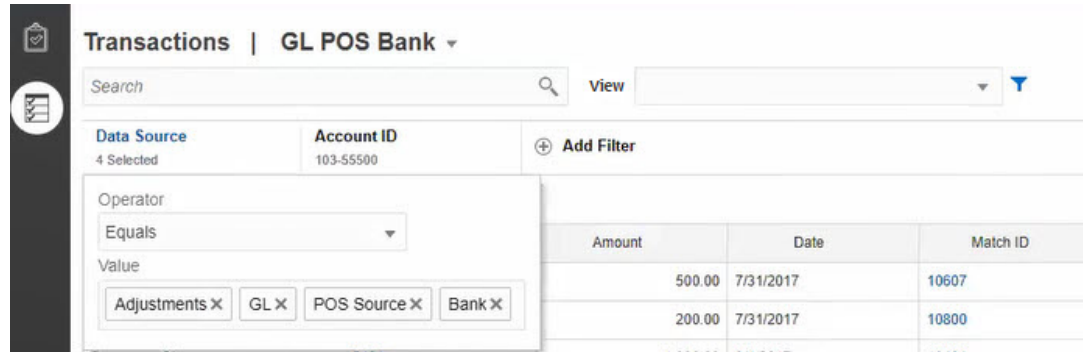 Transactions | GL POS Bank
Search
View
Data Source
4 Selected
Account ID
103-55500
Add Filter
Operator
Equals
Value
Adjustments X GL X POS Source X Bank X
Amount Date Match ID
500.00 7/31/2017 10607
200.00 7/31/2017 10800